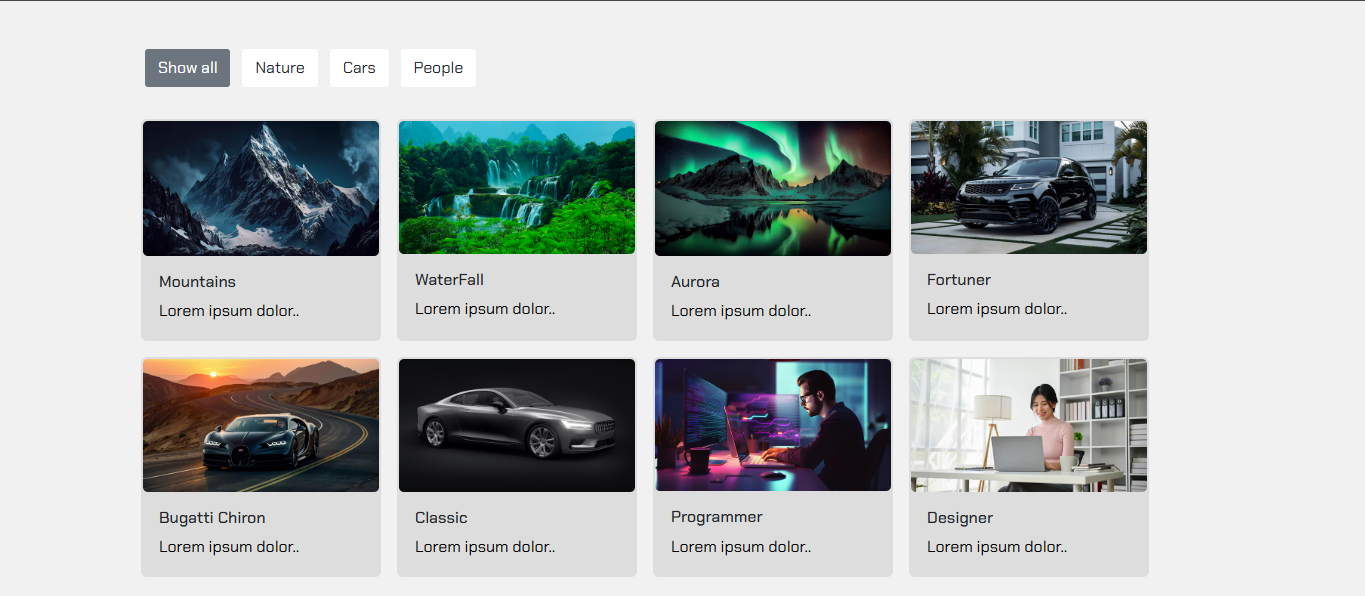 Show all Nature Cars People
Mountains
Lorem ipsum dolor..
WaterFall
Lorem ipsum dolor..
Aurora
Lorem ipsum dolor..
Fortuner
Lorem ipsum dolor..
Bugatti Chiron
Lorem ipsum dolor..
Classic
Lorem ipsum dolor..
Programmer
Lorem ipsum dolor..
Designer
Lorem ipsum dolor..